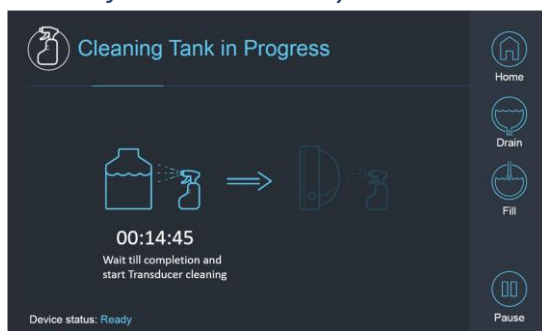 Cleaning Tank in Progress
Home
Drain
Fill
00:14:45
Wait till completion and
start Transducer cleaning
Device status: Ready
Pause